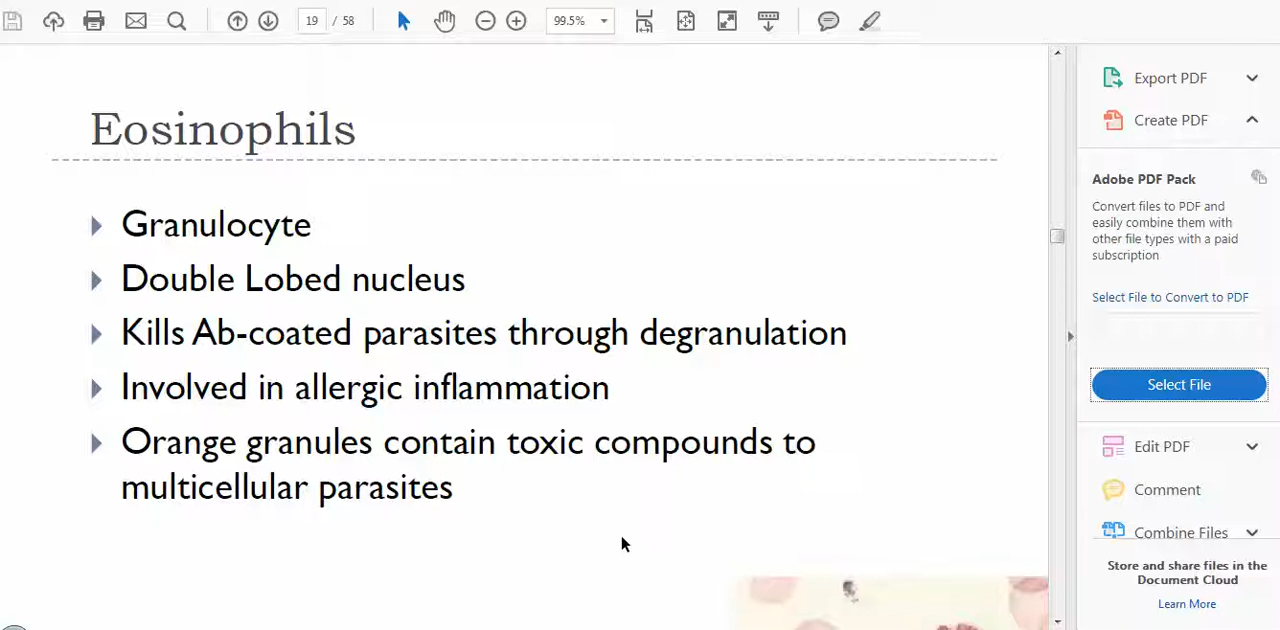 19 / 58
99.5%
Eosinophils
Granulocyte
Double Lobed nucleus
Kills Ab-coated parasites through degranulation
Involved in allergic inflammation
Orange granules contain toxic compounds to
multicellular parasites
Export PDF
Create PDF
Adobe PDF Pack
Convert files to PDF and
easily combine them with
other file types with a paid
subscription
Select File to Convert to PDF
Select File
Edit PDF
Comment
Combine Files
Store and share files in the
Document Cloud
Learn More